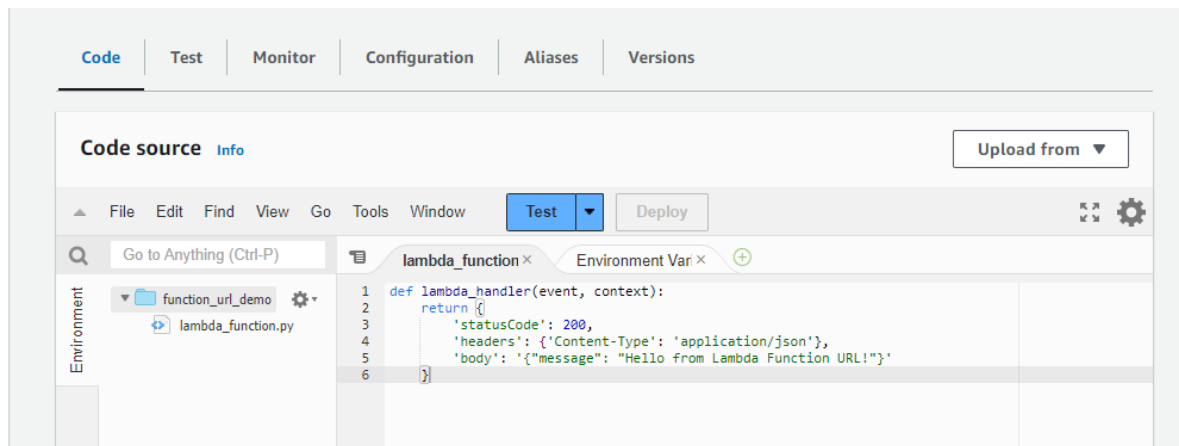 Code Test Monitor Configuration Aliases Versions
Code source Info
Upload from
File Edit Find View Go Tools Window Test Deploy
Go to Anything (Ctrl-P)
lambda_function Environment Vari
Environment
function_url_demo
lambda_function.py
1 def lambda_handler(event, context):
2 return {
3 'statusCode': 200,
4 'headers': {'Content-Type': 'application/json'},
5 'body': '{"message": "Hello from Lambda Function URL!"}'
6 }